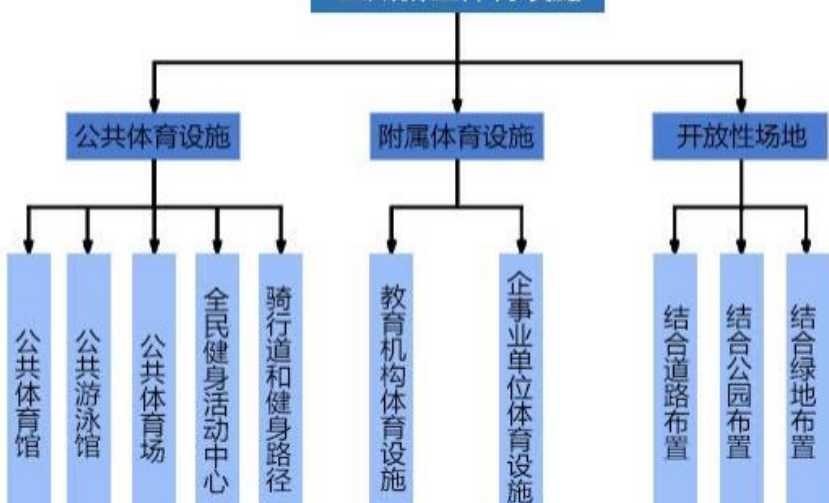 公共体育设施
附属体育设施
开放性场地
公共体育馆
公共游泳馆
公共体育场
全民健身活动中心
骑行道和健身路径
教育机构体育设施
企事业单位体育设施
结合道路布置
结合公园布置
结合绿地布置